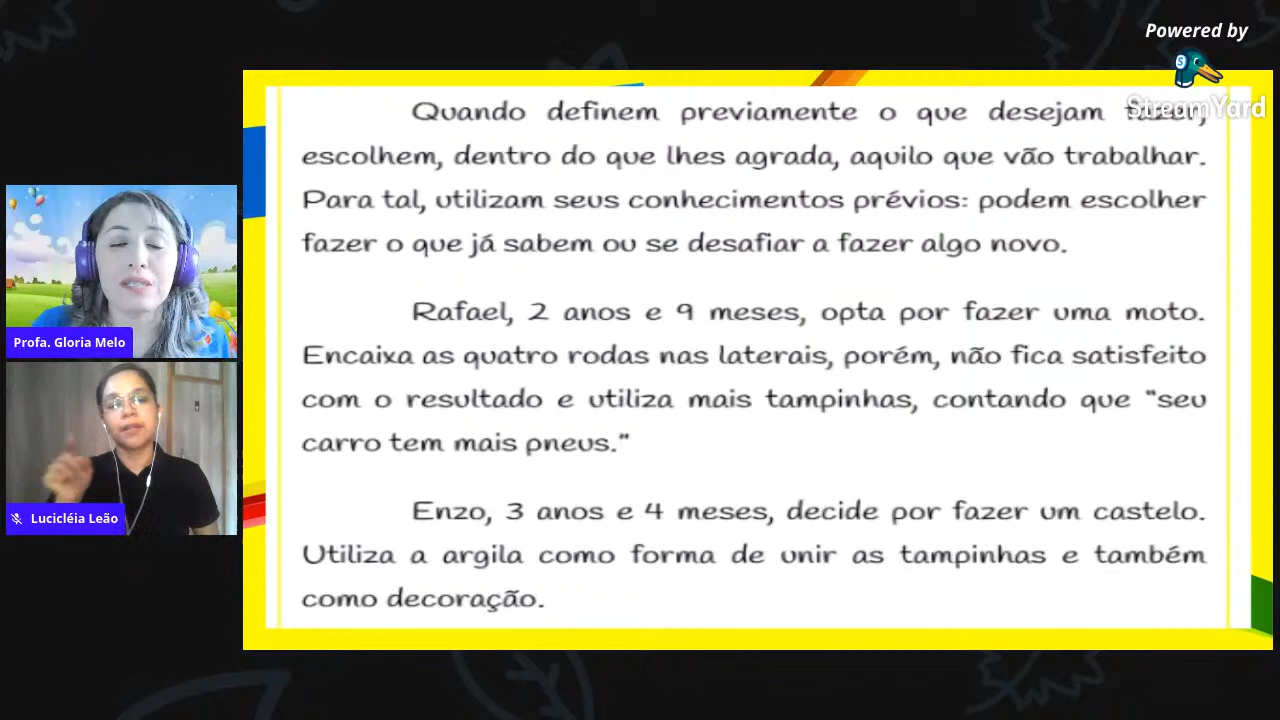 Powered by
StreamYard
Quando definem previamente o que desejam fazer,
escolhem, dentro do que lhes agrada, aquilo que vão trabalhar.
Para tal, utilizam seus conhecimentos prévios: podem escolher
fazer o que já sabem ou se desafiar a fazer algo novo.
Rafael, 2 anos e 9 meses, opta por fazer uma moto.
Encaixa as quatro rodas nas laterais, porém, não fica satisfeito
com o resultado e utiliza mais tampinhas, contando que "seu
carro tem mais pneus."
Enzo, 3 anos e 4 meses, decide por fazer um castelo.
Utiliza a argila como forma de unir as tampinhas e também
como decoração.
Profa. Gloria Melo
Lucicléia Leão